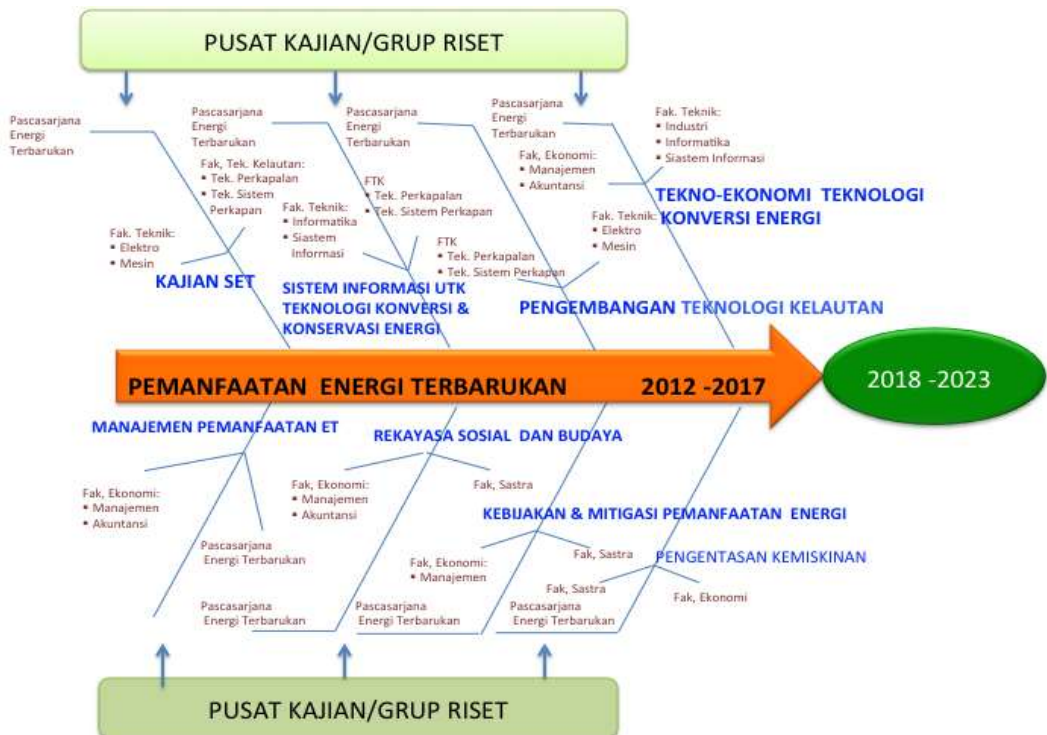 PUSAT KAJIAN/GRUP RISET
Pascasarjana
Energi
Terbarukan
Pascasarjana
Energi
Terbarukan
Pascasarjana
Energi
Terbarukan
Pascasarjana
Energi
Terbarukan
Fak. Teknik:
▪ Industri
▪ Informatika
▪ Siastem Informasi
Fak, Ekonomi:
▪ Manajemen
▪ Akuntansi
Fak, Tek. Kelautan:
▪ Tek. Perkapalan
▪ Tek. Sistem
Perkapan
FTK
▪ Tek. Perkapalan
▪ Tek. Sistem Perkapan
TEKNO-EKONOMI TEKNOLOGI
KONVERSI ENERGI
Fak. Teknik:
▪ Elektro
▪ Mesin
Fak. Teknik:
▪ Informatika
▪ Siastem
Informasi
FTK
▪ Tek. Perkapalan
▪ Tek. Sistem Perkapan
Fak. Teknik:
▪ Elektro
▪ Mesin
KAJIAN SET
SISTEM INFORMASI UTK
TEKNOLOGI KONVERSI &
KONSERVASI ENERGI
PENGEMBANGAN TEKNOLOGI KELAUTAN
PEMANFAATAN ENERGI TERBARUKAN 2012 -2017
2018 -2023
MANAJEMEN PEMANFAATAN ET
REKAYASA SOSIAL DAN BUDAYA
Fak, Ekonomi:
▪ Manajemen
▪ Akuntansi
Fak, Ekonomi:
▪ Manajemen
▪ Akuntansi
Fak, Sastra
KEBIJAKAN & MITIGASI PEMANFAATAN ENERGI
Pascasarjana
Energi Terbarukan
Fak, Ekonomi:
▪ Manajemen
Fak, Sastra
PENGENTASAN KEMISKINAN
Fak, Sastra
Fak, Ekonomi
Pascasarjana
Energi Terbarukan
Pascasarjana
Energi Terbarukan
Pascasarjana
Energi Terbarukan
PUSAT KAJIAN/GRUP RISET